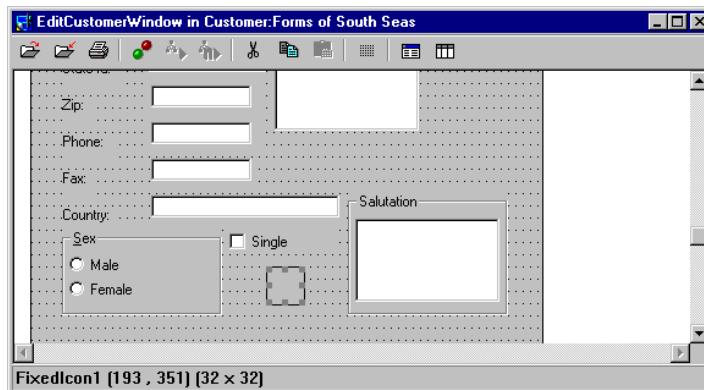 EditCustomerWindow in Customer:Forms of South Seas
Zip:
Phone:
Fax:
Country:
Salutation
Sex
Single
Male
Female
FixedIcon1 (193 , 351) (32 × 32)